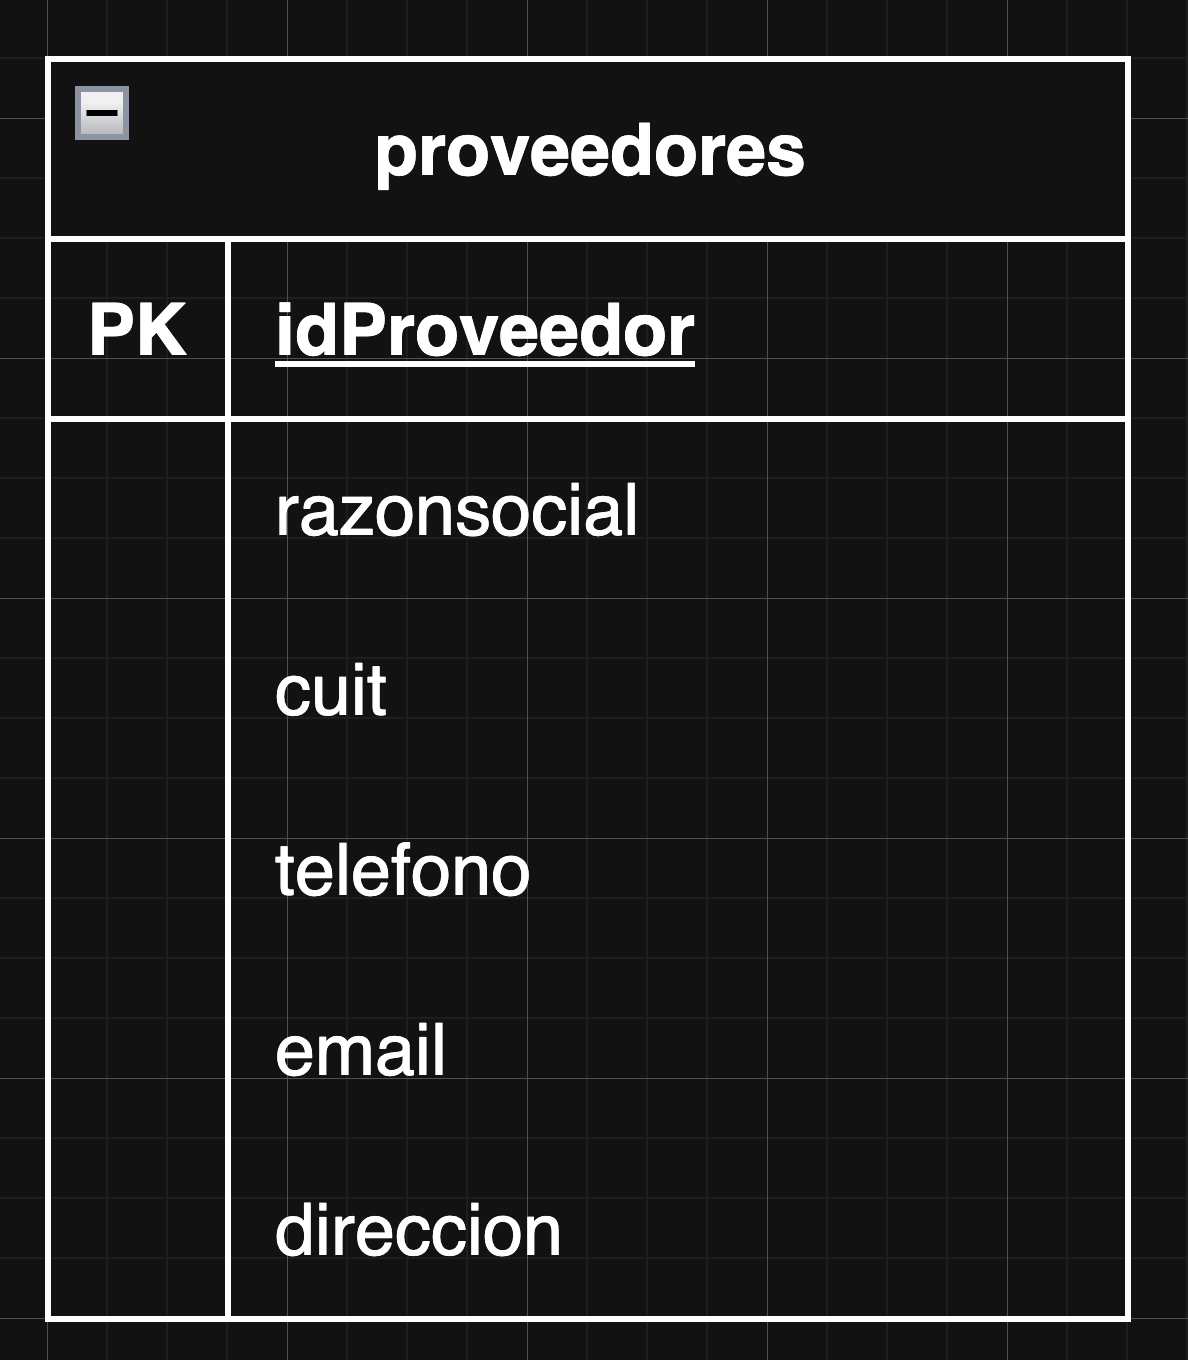 proveedores
PK idProveedor
razonsocial
cuit
telefono
email
direccion